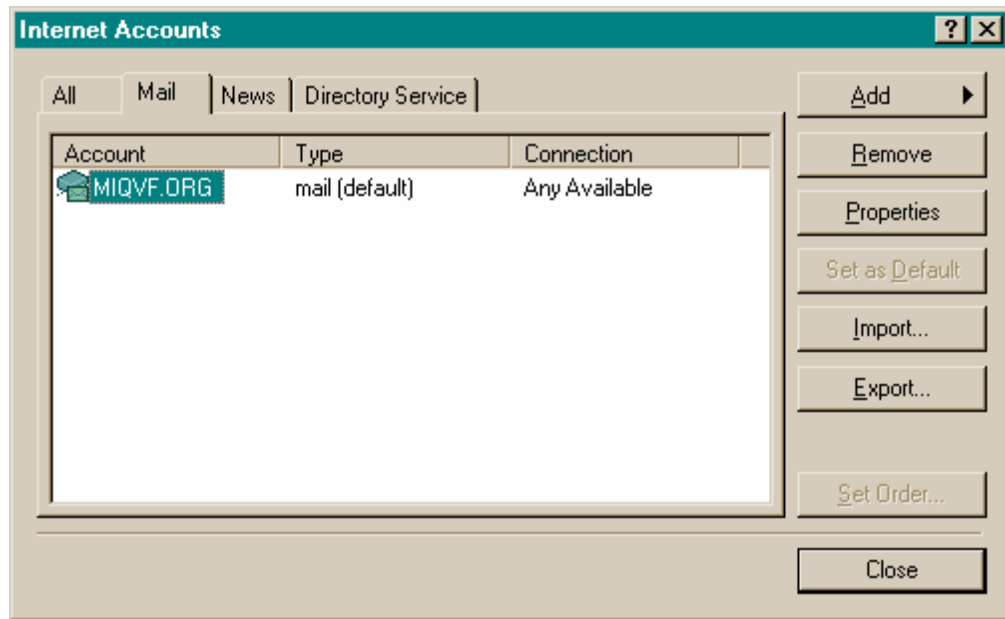 Internet Accounts
? X
All Mail News Directory Service
Add
Account Type Connection
Remove
MIQVF.ORG mail (default) Any Available
Properties
Set as Default
Import...
Export...
Set Order...
Close